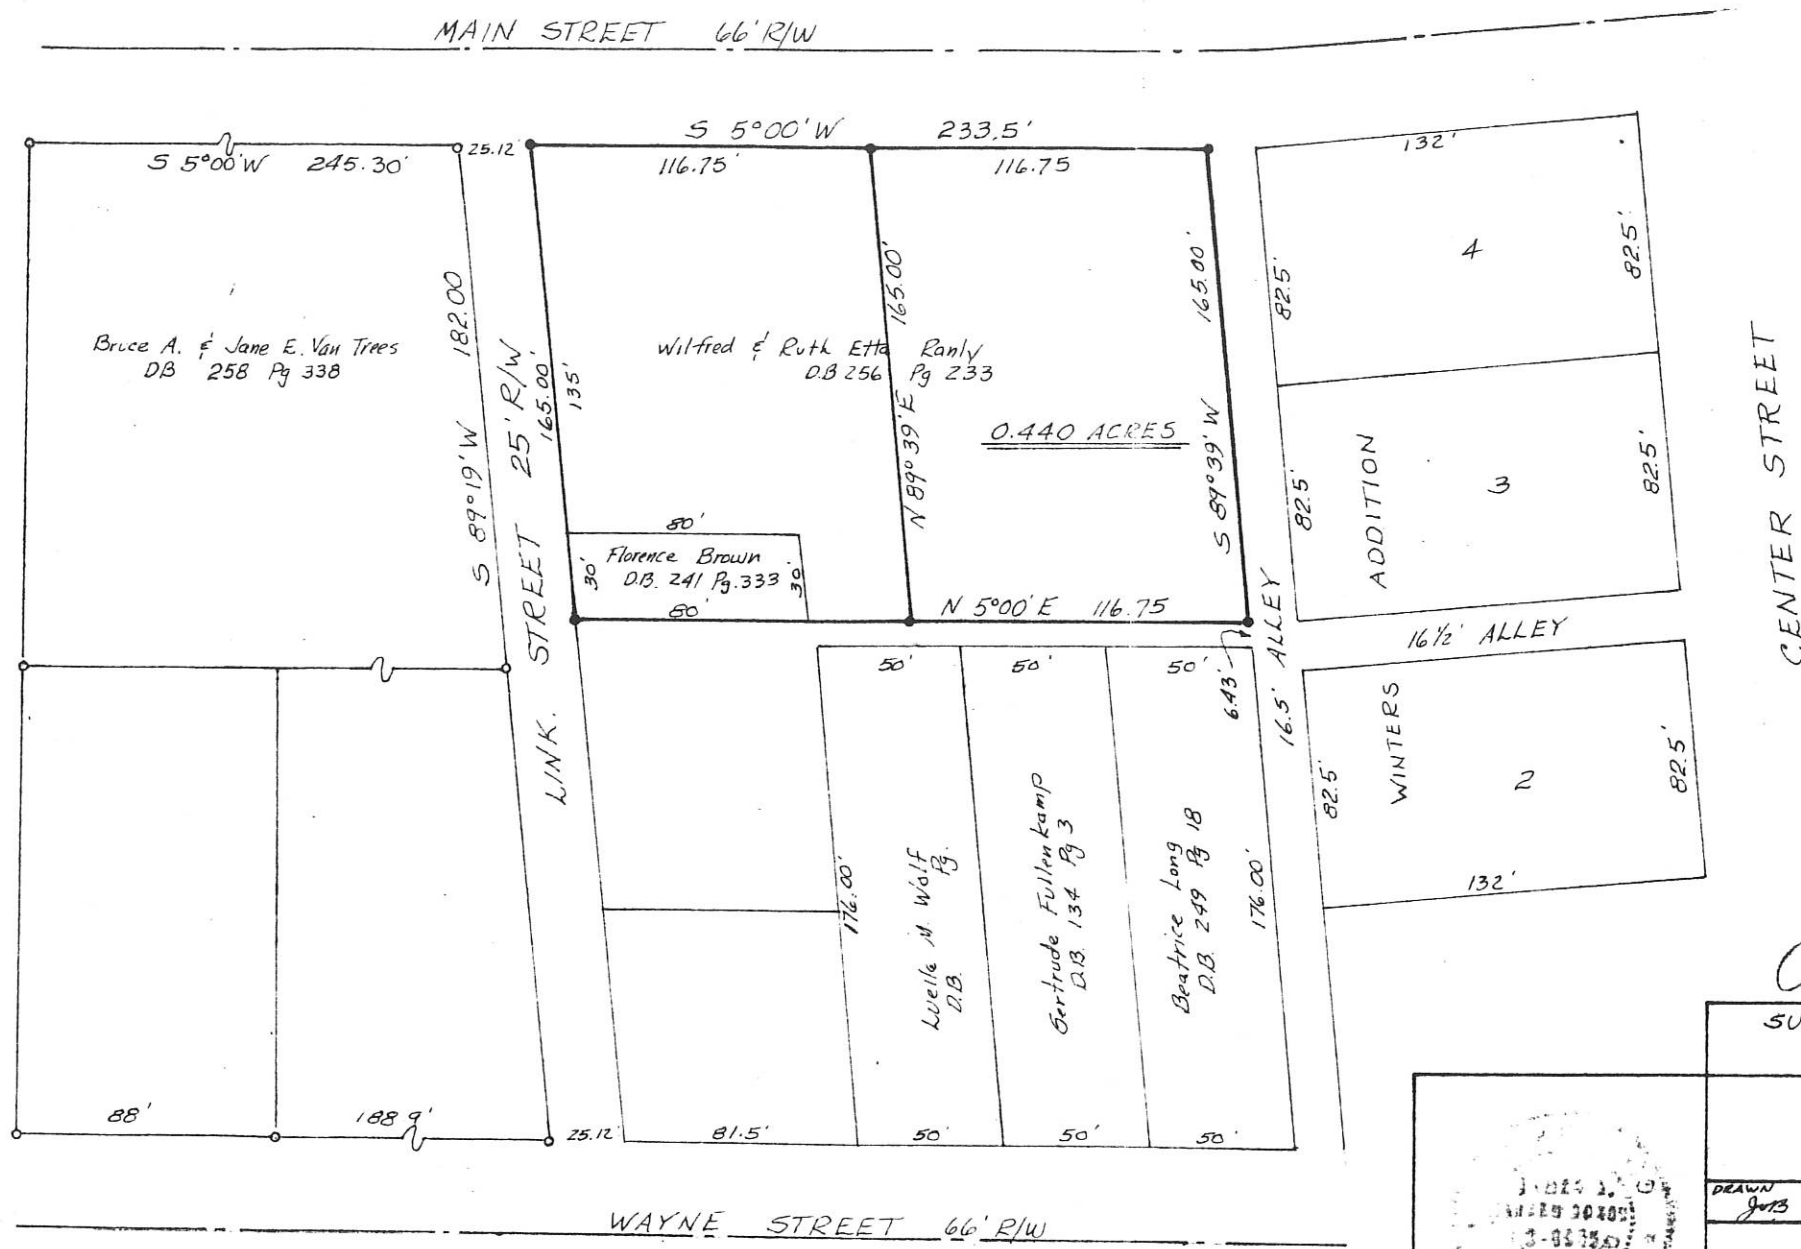 MAIN STREET 66' R/W
S 5°00' W 233.5'
25.12'
116.75'
116.75
S 5°00' W 245.30'
132'
4
82.5'
82.5'
182.00
S 89°19' W
165.00'
135'
165.00'
N 89°39' E
165.00'
S 89°39' W
Bruce A. & Jane E. Van Trees
DB 258 Pg 338
Wilfred & Ruth Etta Ranly
D.B 256 Pg 233
0.440 ACRES
LINK. STREET 25' R/W
80'
Florence Brown
D.B. 241 Pg. 333
30'
30'
80'
N 5°00' E 116.75
3
82.5'
82.5'
WINTERS ADDITION
CENTER STREET
16½' ALLEY
16.5' ALLEY
6.43'
50'
50'
50'
2
82.5'
82.5'
132'
176.00'
Luella M. Wolf
D.B. Pg.
Gertrude Fullenkamp
D.B. 134 Pg 3
Beatrice Long
D.B. 249 Pg 18
176.00'
88'
188.9'
25.12'
81.5'
50'
50'
50'
WAYNE STREET 66' R/W
SU
DRAWN